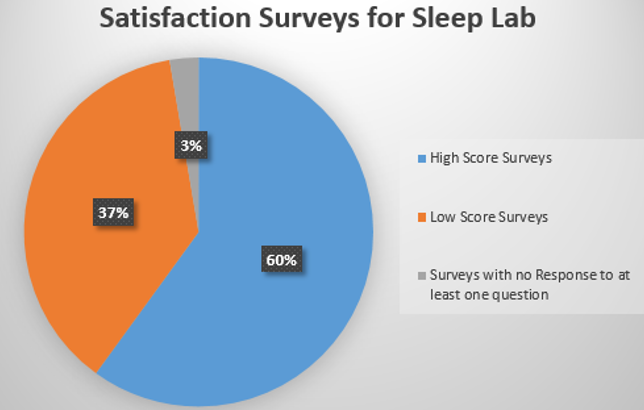 Satisfaction Surveys for Sleep Lab
3%
37%
60%
High Score Surveys
Low Score Surveys
Surveys with no Response to at
least one question